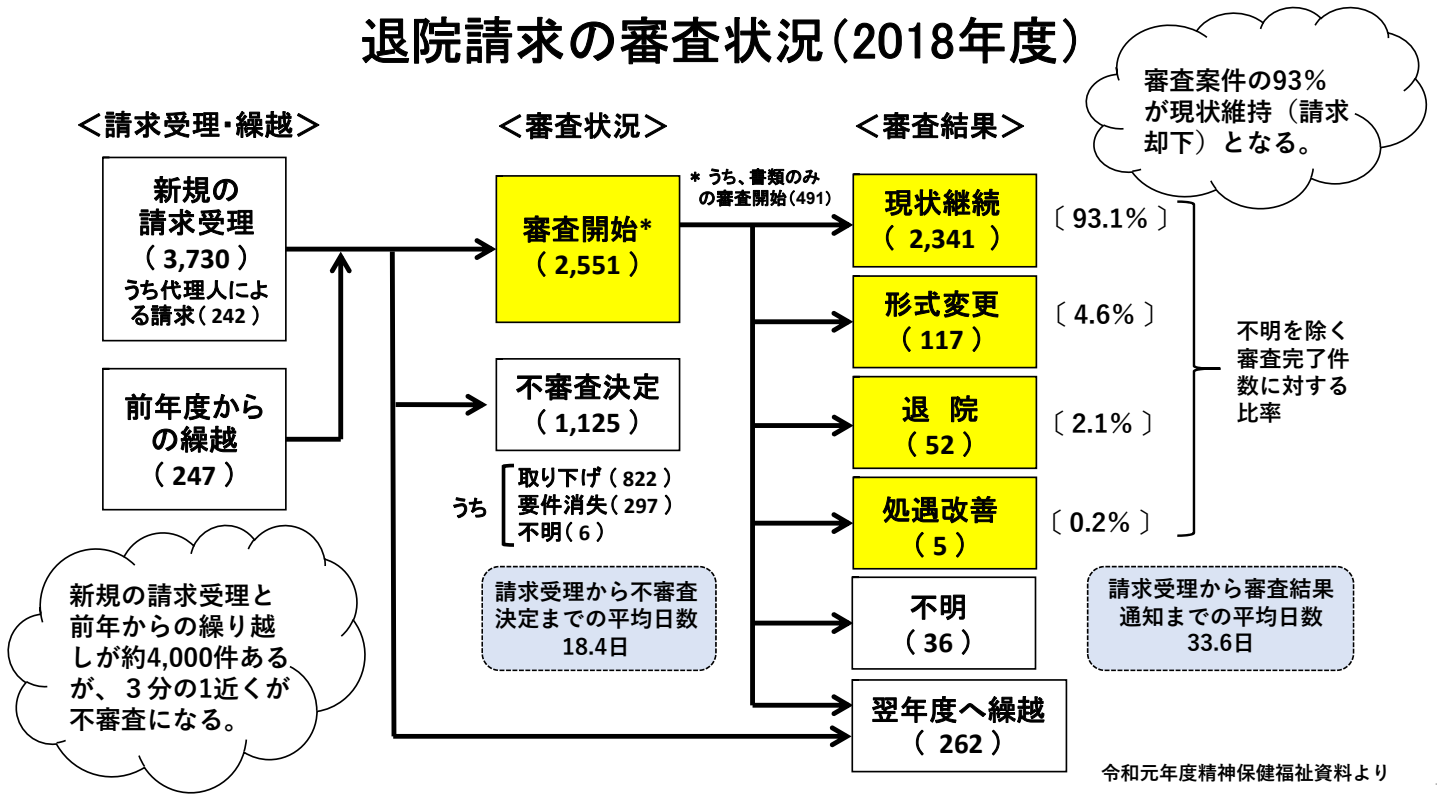 退院請求の審査状況（2018年度）
審査案件の93%
が現状維持（請求
却下）となる。
＜請求受理・繰越＞
新規の
請求受理
（ 3,730 ）
うち代理人によ
る請求( 242 )
前年度から
の繰越
（ 247 ）
新規の請求受理と
前年からの繰り越
しが約4,000件ある
が、３分の1近くが
不審査になる。
＜審査状況＞
審査開始*
（ 2,551 ）
* うち、書類のみ
の審査開始(491)
不審査決定
（ 1,125 ）
うち
取り下げ（ 822 ）
要件消失( 297 )
不明( 6 )
請求受理から不審査
決定までの平均日数
18.4日
＜審査結果＞
現状継続
（ 2,341 ）
〔 93.1% 〕
形式変更
（ 117 ）
〔 4.6% 〕
退 院
（ 52 ）
〔 2.1% 〕
処遇改善
（ 5 ）
〔 0.2% 〕
不明を除く
審査完了件
数に対する
比率
不明
（ 36 ）
翌年度へ繰越
（ 262 ）
請求受理から審査結果
通知までの平均日数
33.6日
令和元年度精神保健福祉資料より